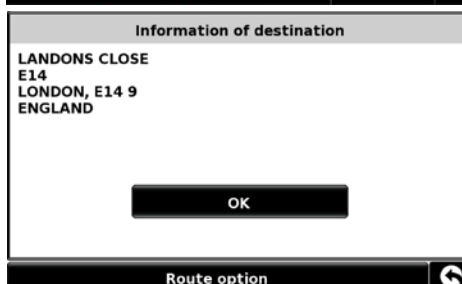 Information of destination
LANDONS CLOSE
E14
LONDON, E14 9
ENGLAND
OK
Route option